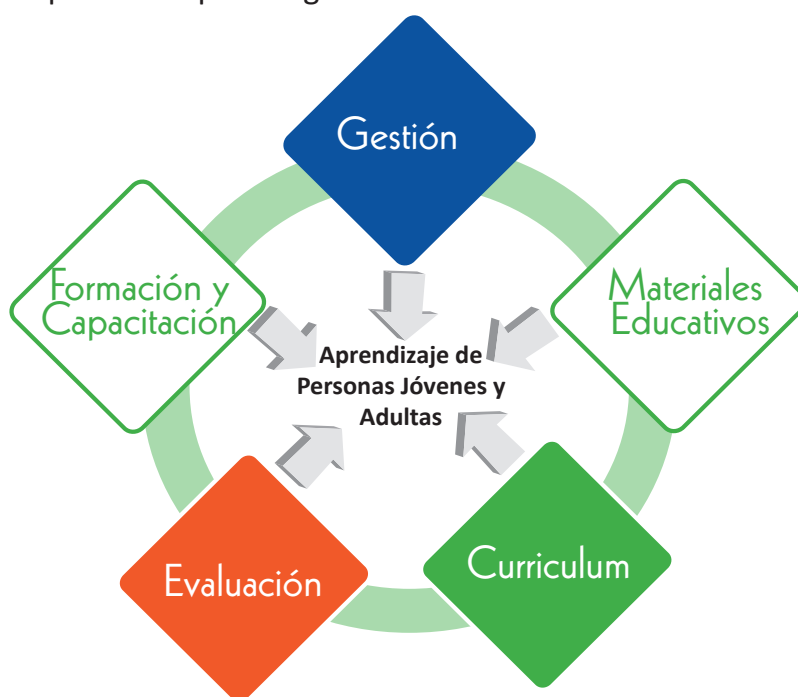 Gestión
Formación y
Capacitación
Materiales
Educativos
Aprendizaje de
Personas Jóvenes y
Adultas
Evaluación
Curriculum